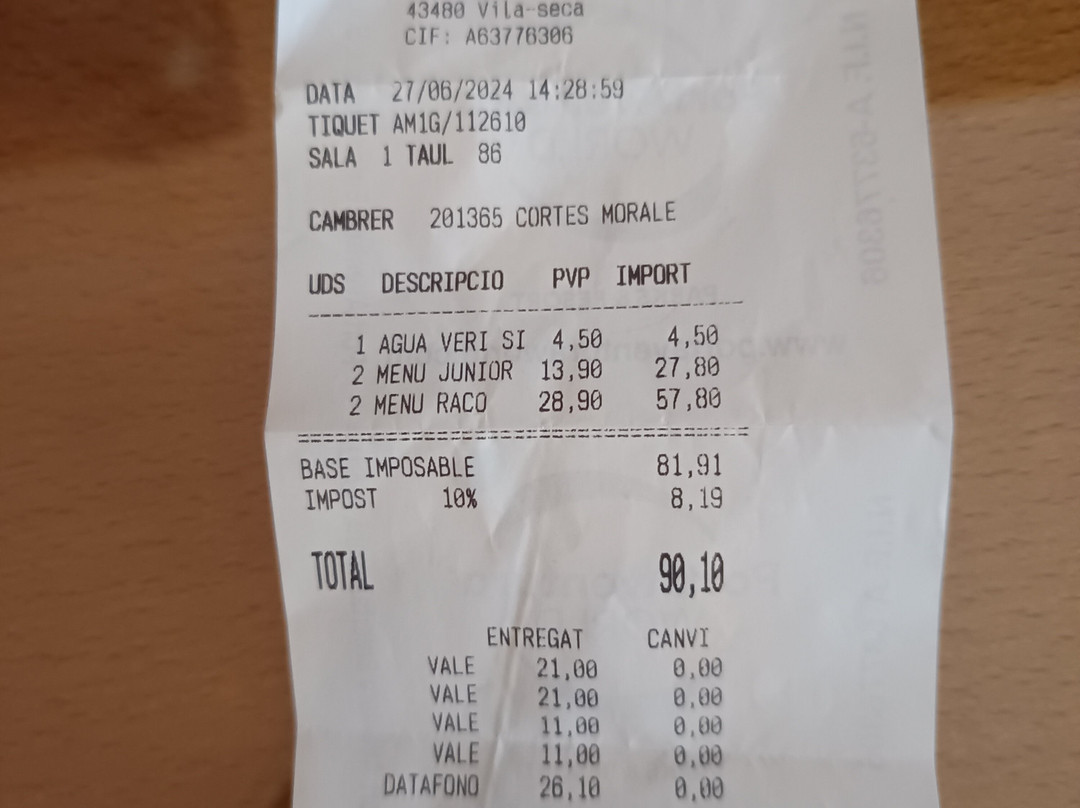 43480 Vila-seca
CIF: A63776306
DATA 27/06/2024 14:28:59
TIQUET AM1G/112610
SALA 1 TAUL 86
CAMBRER 201365 CORTES MORALE
UDS DESCRIPCIO PVP IMPORT
1 AGUA VERI SI 4,50 4,50
2 MENU JUNIOR 13,90 27,80
2 MENU RACO 28,90 57,80
BASE IMPOSABLE 81,91
IMPOST 10% 8,19
TOTAL 90,10
ENTREGAT CANVI
VALE 21,00 0,00
VALE 21,00 0,00
VALE 11,00 0,00
VALE 11,00 0,00
DATAFONO 26,10 0,00